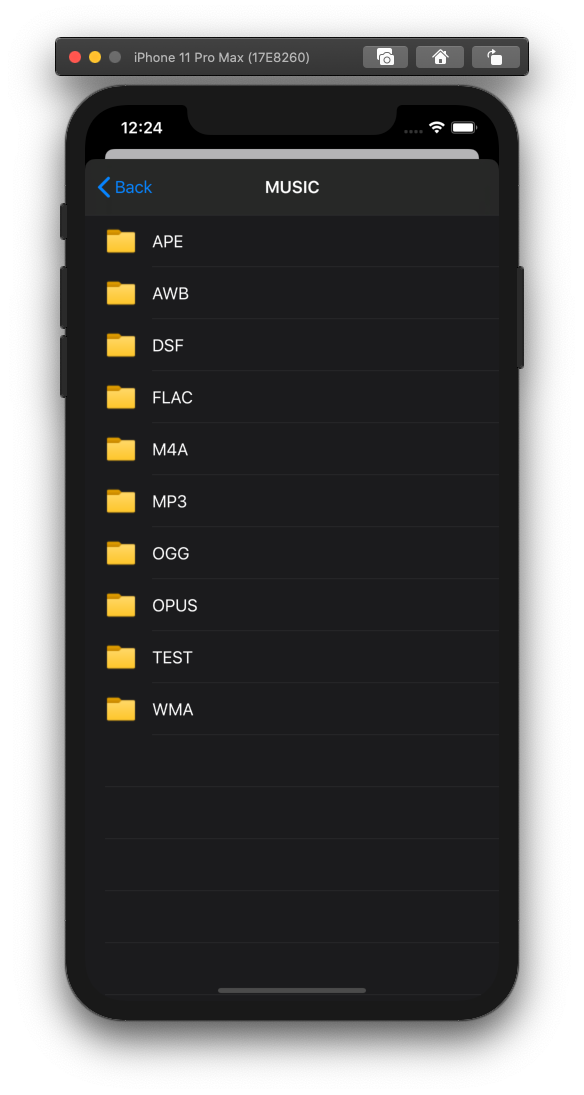 iPhone 11 Pro Max (17E8260)
12:24
Back MUSIC
APE
AWB
DSF
FLAC
M4A
MP3
OGG
OPUS
TEST
WMA